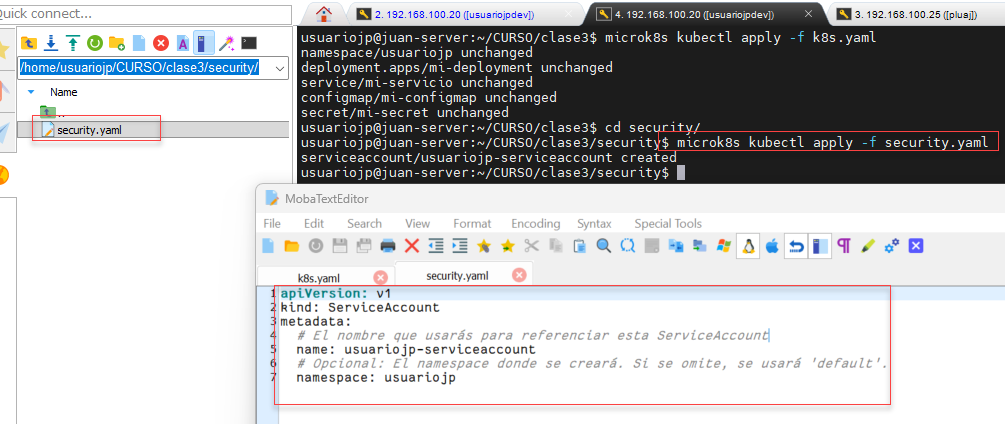 Quick connect...
2. 192.168.100.20 ([usuariojpdev])
4. 192.168.100.20 ([usuariojpdev])
3. 192.168.100.25 ([pluaj])
/home/usuariojp/CURSO/clase3/security/
Name
..
security.yaml
usuariojp@juan-server:~/CURSO/clase3$ microk8s kubectl apply -f k8s.yaml
namespace/usuariojp unchanged
deployment.apps/mi-deployment unchanged
service/mi-servicio unchanged
configmap/mi-configmap unchanged
secret/mi-secret unchanged
usuariojp@juan-server:~/CURSO/clase3$ cd security/
usuariojp@juan-server:~/CURSO/clase3/security$ microk8s kubectl apply -f security.yaml
serviceaccount/usuariojp-serviceaccount created
usuariojp@juan-server:~/CURSO/clase3/security$
MobaTextEditor
File Edit Search View Format Encoding Syntax Special Tools
k8s.yaml
security.yaml
1 apiVersion: v1
2 kind: ServiceAccount
3 metadata:
4 # El nombre que usarás para referenciar esta ServiceAccount
5 name: usuariojp-serviceaccount
6 # Opcional: El namespace donde se creará. Si se omite, se usará 'default'.
7 namespace: usuariojp